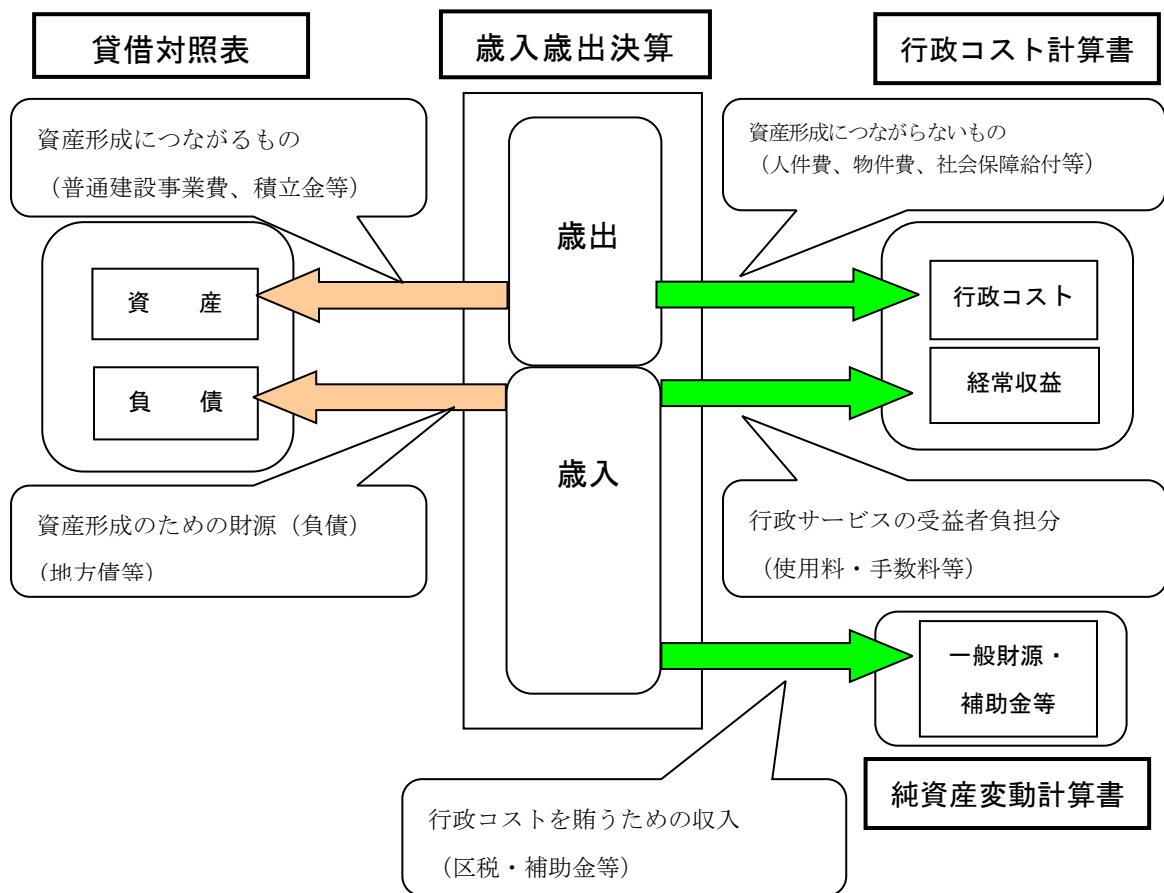 貸借対照表
歳入歳出決算
行政コスト計算書
資産形成につながるもの
（普通建設事業費、積立金等）
資産形成につながらないもの
（人件費、物件費、社会保障給付等）
歳出
資　　産
行政コスト
負　　債
経常収益
歳入
資産形成のための財源（負債）
（地方債等）
行政サービスの受益者負担分
（使用料・手数料等）
一般財源・
補助金等
純資産変動計算書
行政コストを賄うための収入
（区税・補助金等）